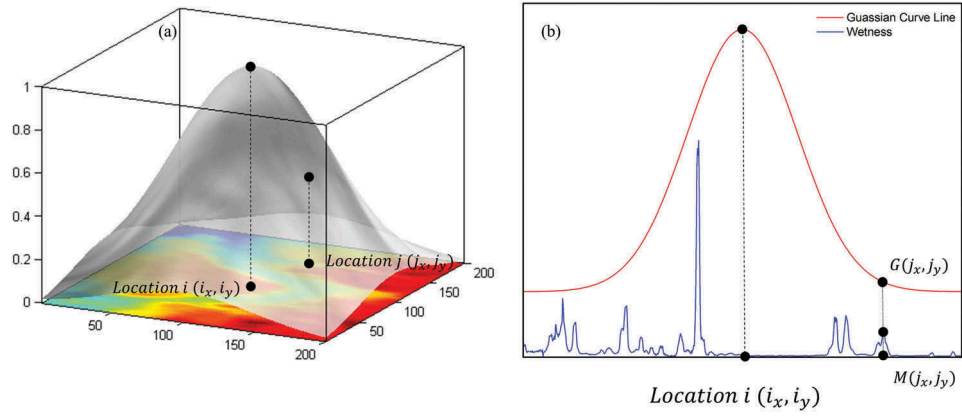 (a)
1
0.8
0.6
0.4
0.2
0
Location j (j_x, j_y)
Location i (i_x, i_y)
50
100
150
200
50
100
150
200
(b)
Guassian Curve Line
Wetness
G(j_x, j_y)
M(j_x, j_y)
Location i (i_x, i_y)